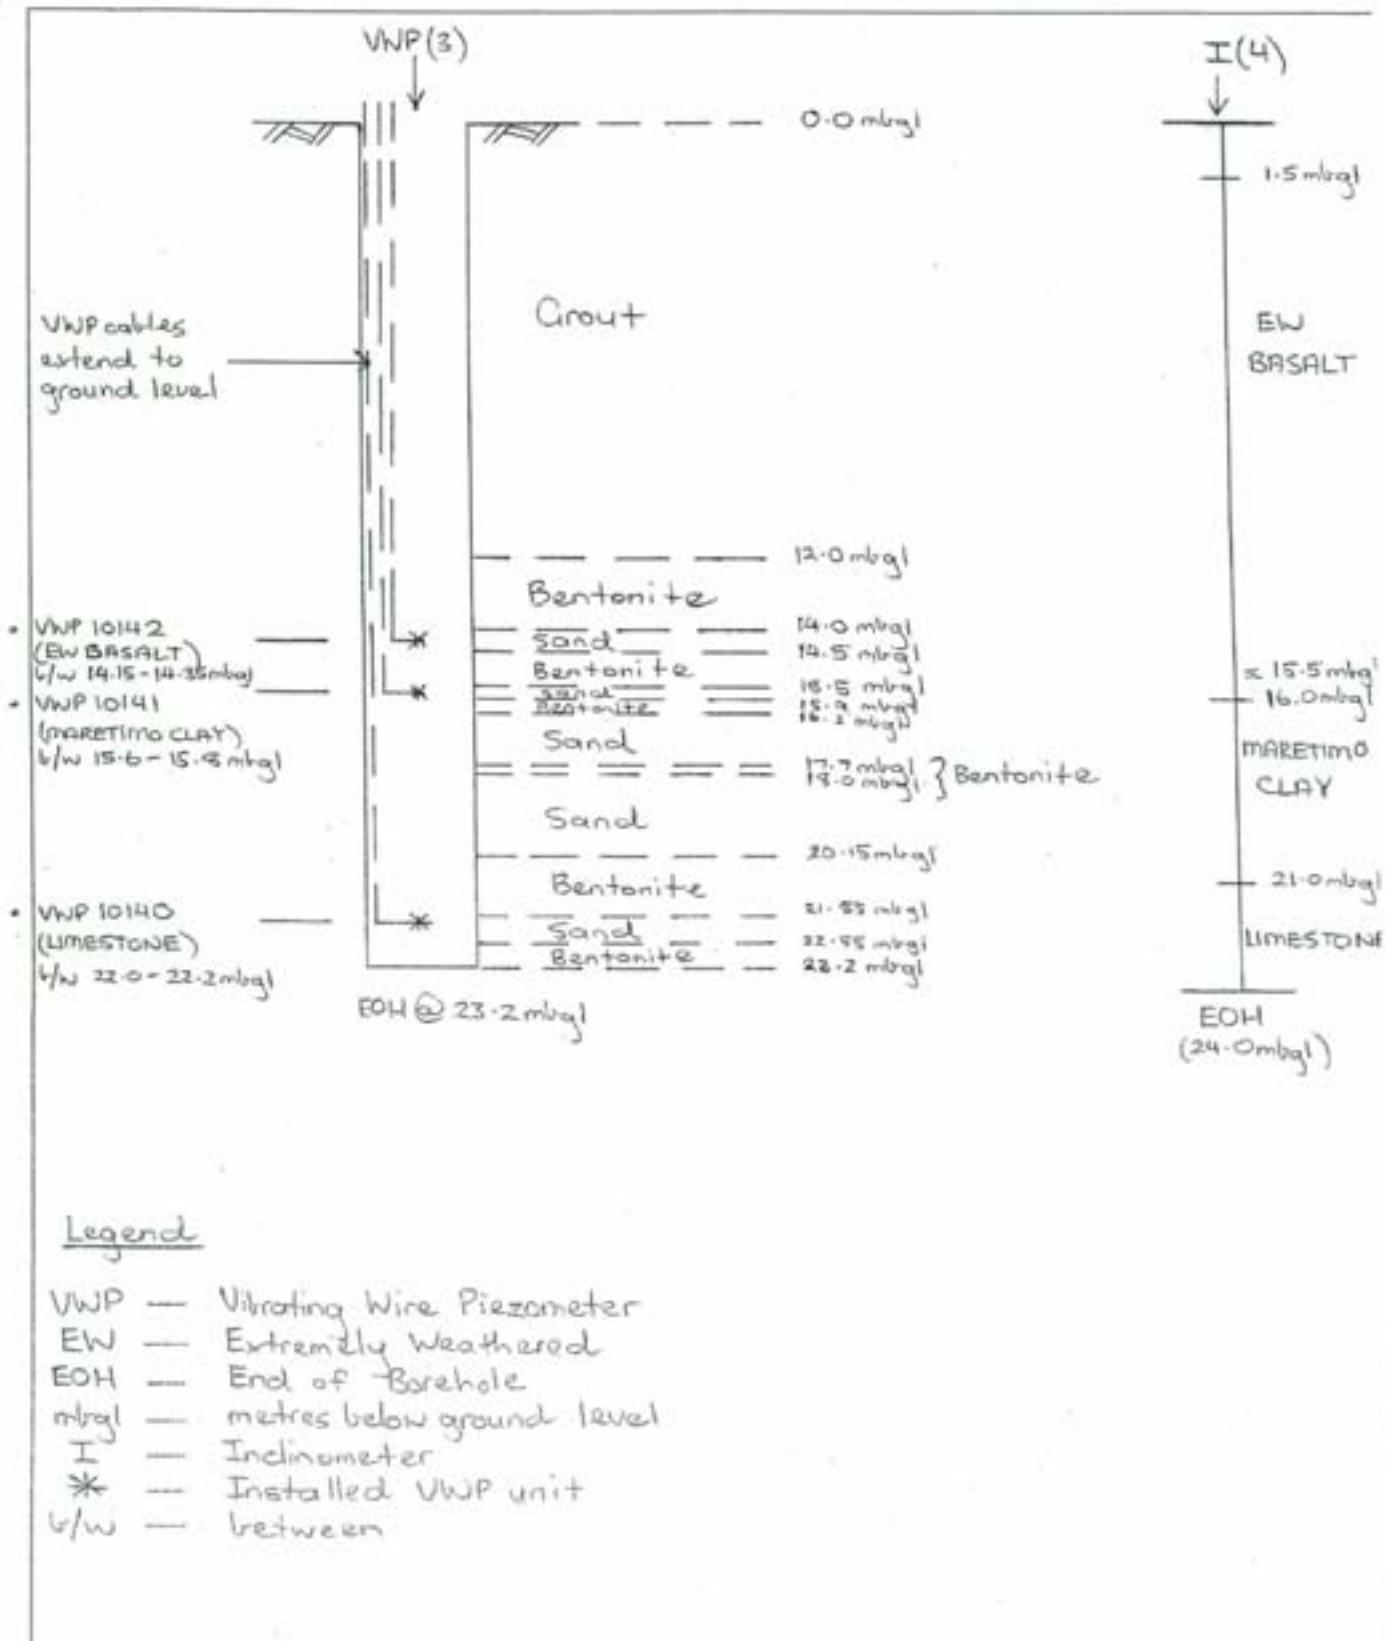 VWP(3)
I(4)
0.0 mbgl
1.5 mbgl
VWP cables
extend to
ground level
Grout
EW
BASALT
12.0 mbgl
Bentonite
14.0 mbgl
Sand
14.5 mbgl
Bentonite
Sand
15.9 mbgl
Bentonite
Sand
17.7 mbgl
18.0 mbgl
} Bentonite
Sand
20.15 mbgl
Bentonite
Sand
Bentonite
23.2 mbgl
VWP 10142
(EW BASALT)
b/w 14.15 - 14.35 mbgl
VWP 10141
(MARETIMO CLAY)
b/w 15.6 - 15.8 mbgl
VWP 10140
(LIMESTONE)
b/w 22.0 - 22.2 mbgl
EOH @ 23.2 mbgl
≈ 15.5 mbgl
16.0 mbgl
MARETIMO
CLAY
21.0 mbgl
LIMESTONE
EOH
(24.0 mbgl)
Legend
VWP — Vibrating Wire Piezometer
EW — Extremely Weathered
EOH — End of Borehole
mbgl — metres below ground level
I — Inclinometer
* — Installed VWP unit
b/w — between